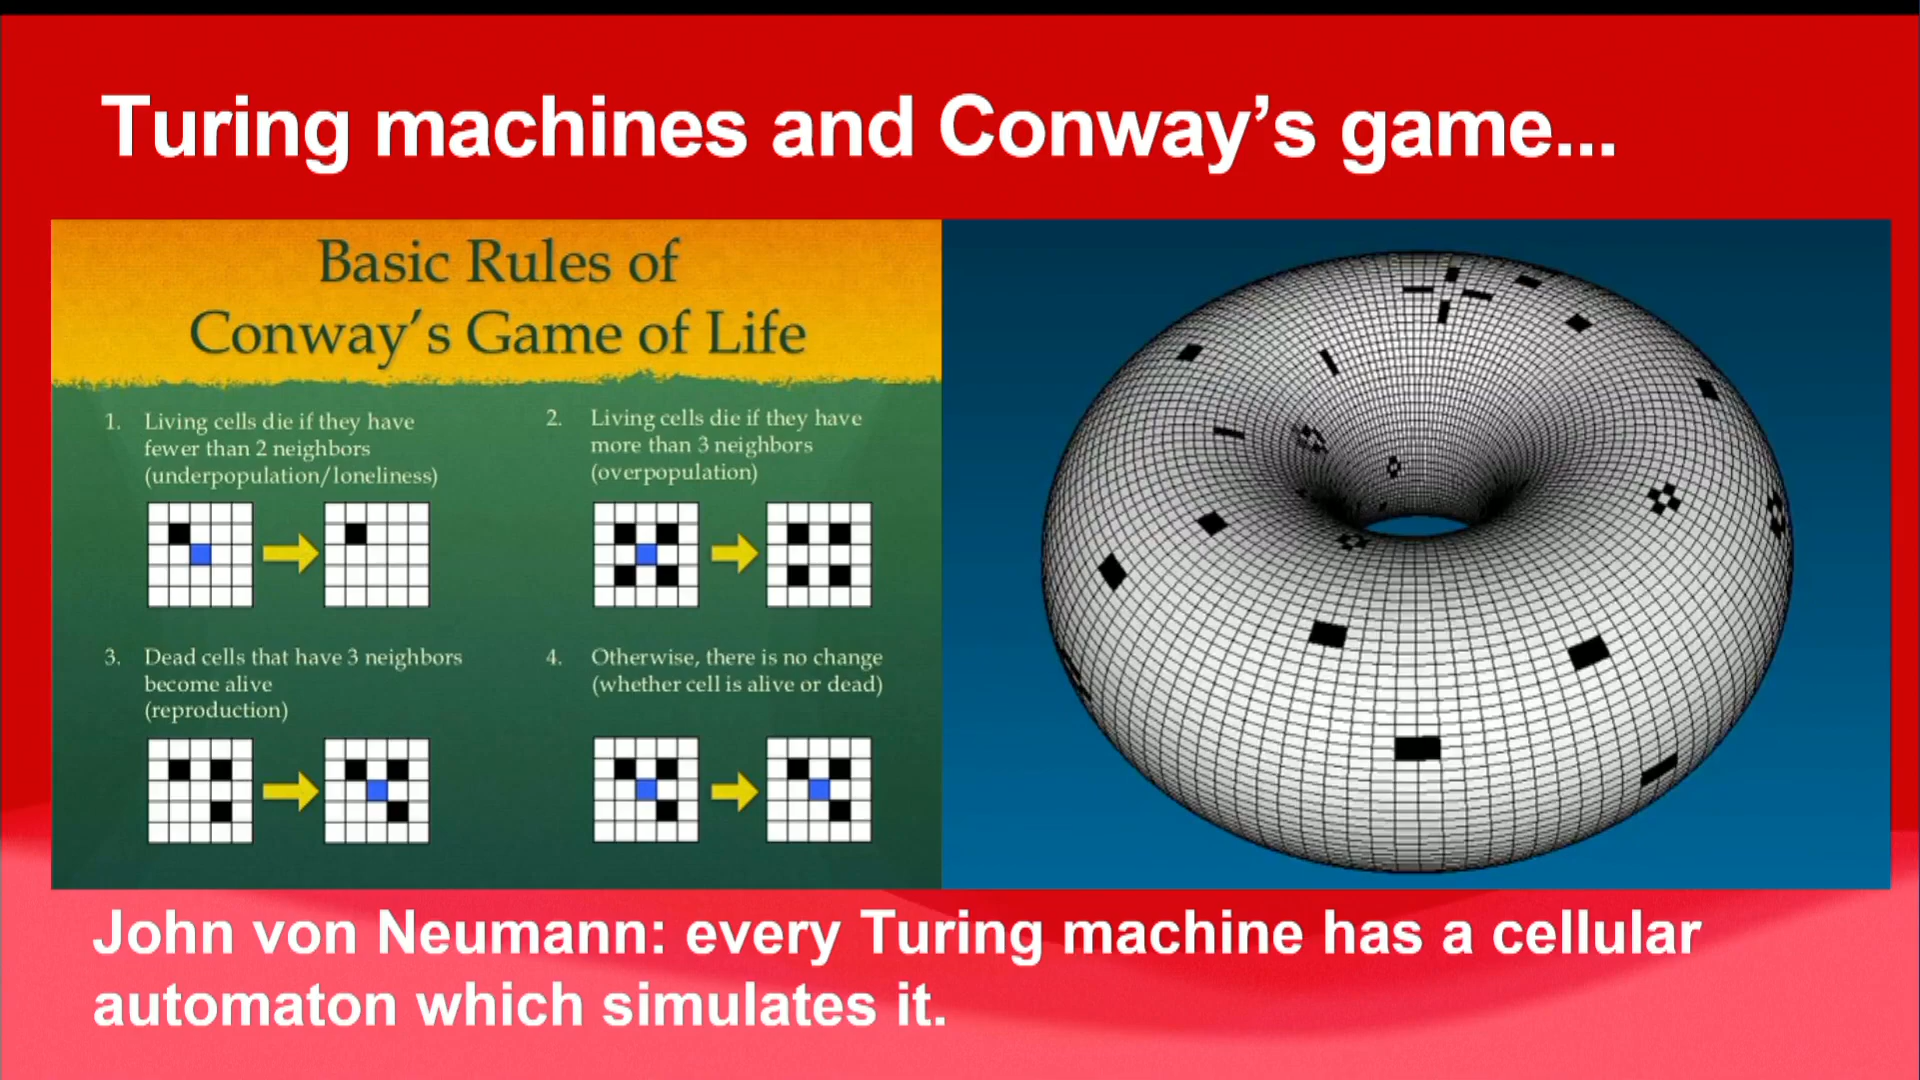 Turing machines and Conway’s game...
Basic Rules of
Conway’s Game of Life
1. Living cells die if they have
fewer than 2 neighbors
(underpopulation/loneliness)
2. Living cells die if they have
more than 3 neighbors
(overpopulation)
3. Dead cells that have 3 neighbors
become alive
(reproduction)
4. Otherwise, there is no change
(whether cell is alive or dead)
John von Neumann: every Turing machine has a cellular
automaton which simulates it.